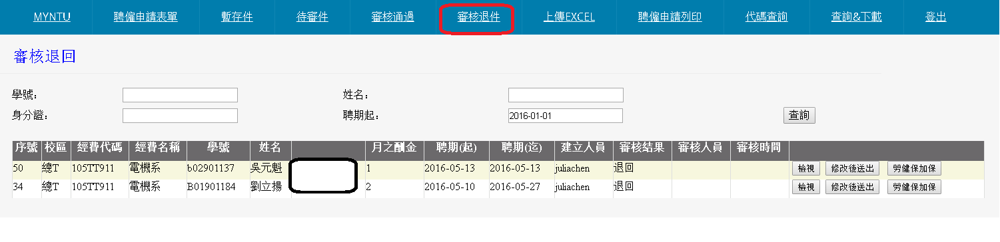 MYNTU 聘僱申請表單 暫存件 待審件 審核通過 審核退件 上傳EXCEL 聘僱申請列印 代碼查詢 查詢&下載 登出
審核退回
學號： 姓名：
身分證： 聘期起： 2016-01-01 查詢
序號 校區 經費代碼 經費名稱 學號 姓名 月之酬金 聘期(起) 聘期(迄) 建立人員 審核結果 審核人員 審核時間
50 總T 105TT911 電機系 b02901137 吳元魁 1 2016-05-13 2016-05-13 juliachen 退回 檢視 修改後送出 勞健保加保
34 總T 105TT911 電機系 B01901184 劉立揚 2 2016-05-10 2016-05-27 juliachen 退回 檢視 修改後送出 勞健保加保